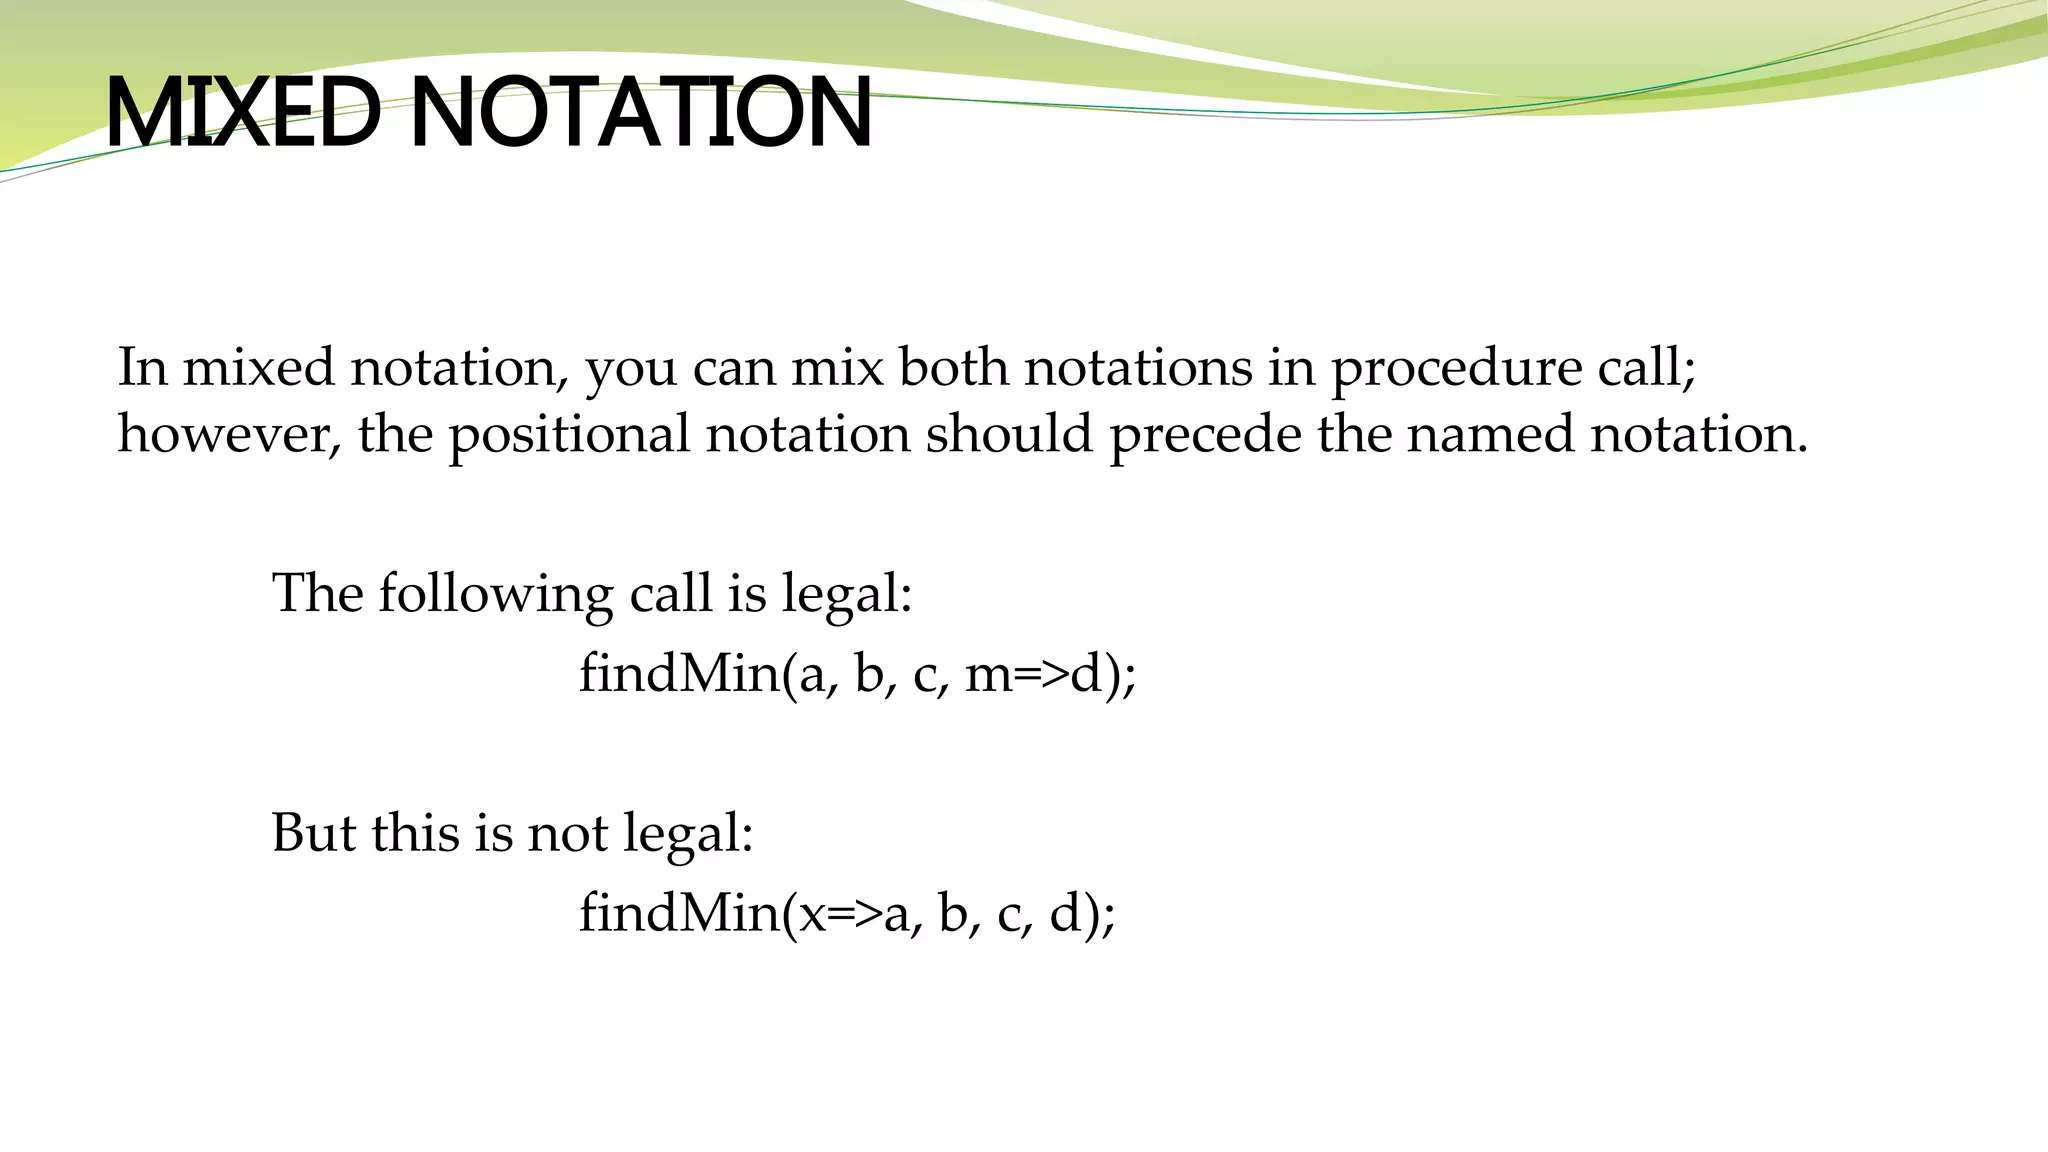 MIXED NOTATION
In mixed notation, you can mix both notations in procedure call;
however, the positional notation should precede the named notation.
The following call is legal:
findMin(a, b, c, m=>d);
But this is not legal:
findMin(x=>a, b, c, d);